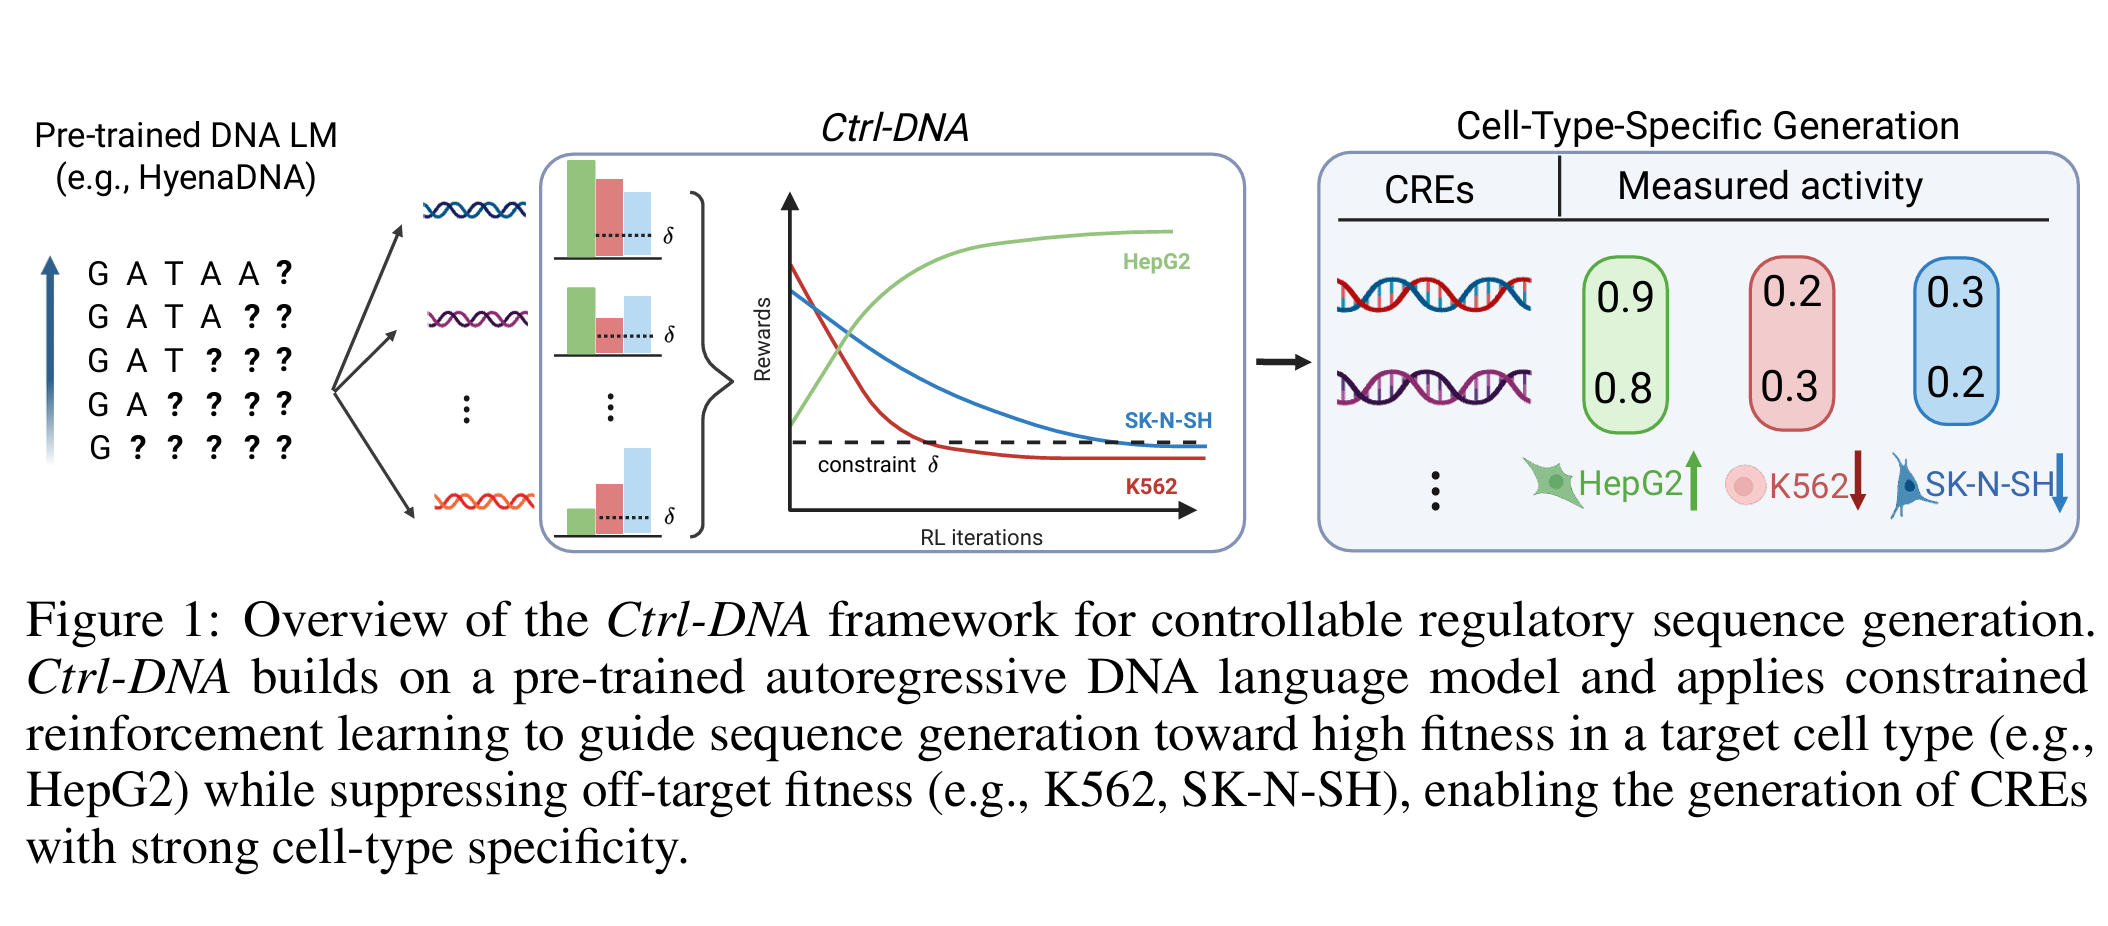 Pre-trained DNA LM
(e.g., HyenaDNA)
G A T A A ?
G A T A ? ?
G A T ? ? ?
G A ? ? ? ?
G ? ? ? ? ?
Ctrl-DNA
δ
δ
δ
Rewards
HepG2
SK-N-SH
constraint δ
K562
RL iterations
Cell-Type-Specific Generation
CREs Measured activity
0.9 0.2 0.3
0.8 0.3 0.2
HepG2 K562 SK-N-SH
Figure 1: Overview of the Ctrl-DNA framework for controllable regulatory sequence generation.
Ctrl-DNA builds on a pre-trained autoregressive DNA language model and applies constrained
reinforcement learning to guide sequence generation toward high fitness in a target cell type (e.g.,
HepG2) while suppressing off-target fitness (e.g., K562, SK-N-SH), enabling the generation of CREs
with strong cell-type specificity.